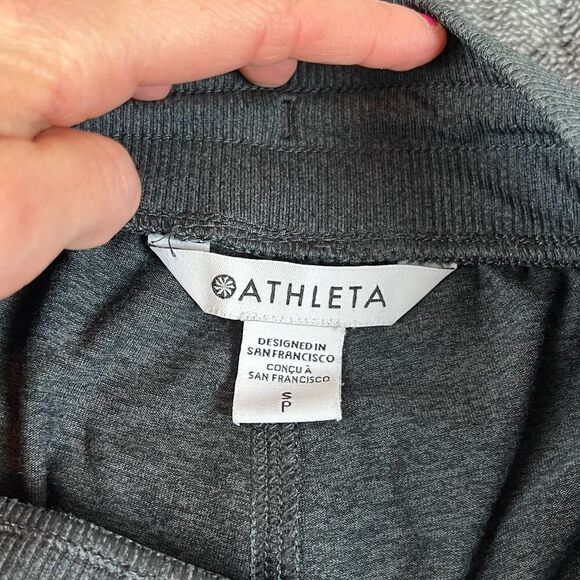 ATHLETA
DESIGNED IN
SAN FRANCISCO
CONÇU À
SAN FRANCISCO
S
P